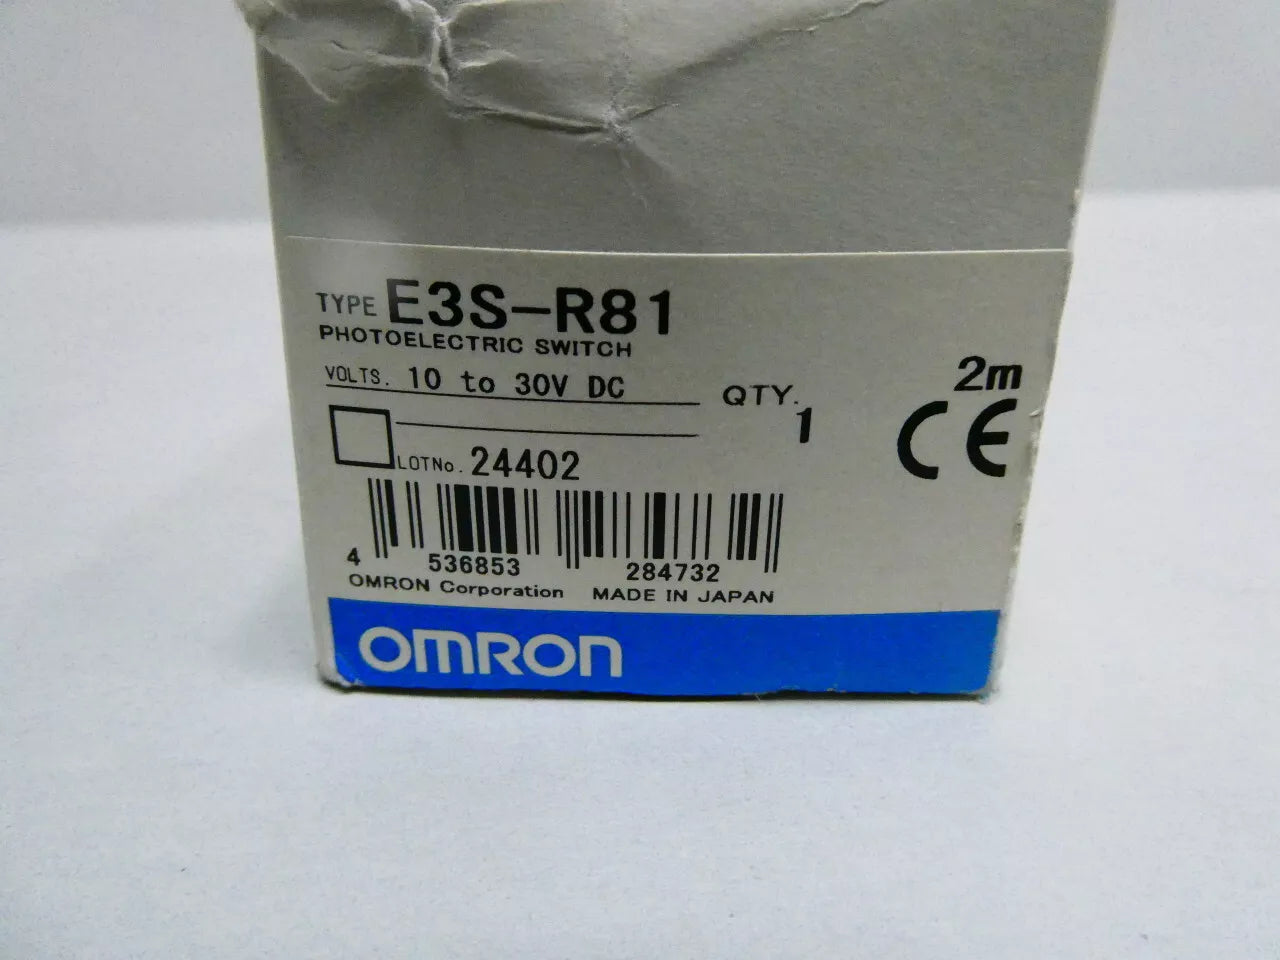 TYPE E3S-R81
PHOTOELECTRIC SWITCH
VOLTS. 10 to 30V DC
QTY. 1
2m
CE
LOTNo. 24402
4 536853 284732
OMRON Corporation MADE IN JAPAN
OMRON